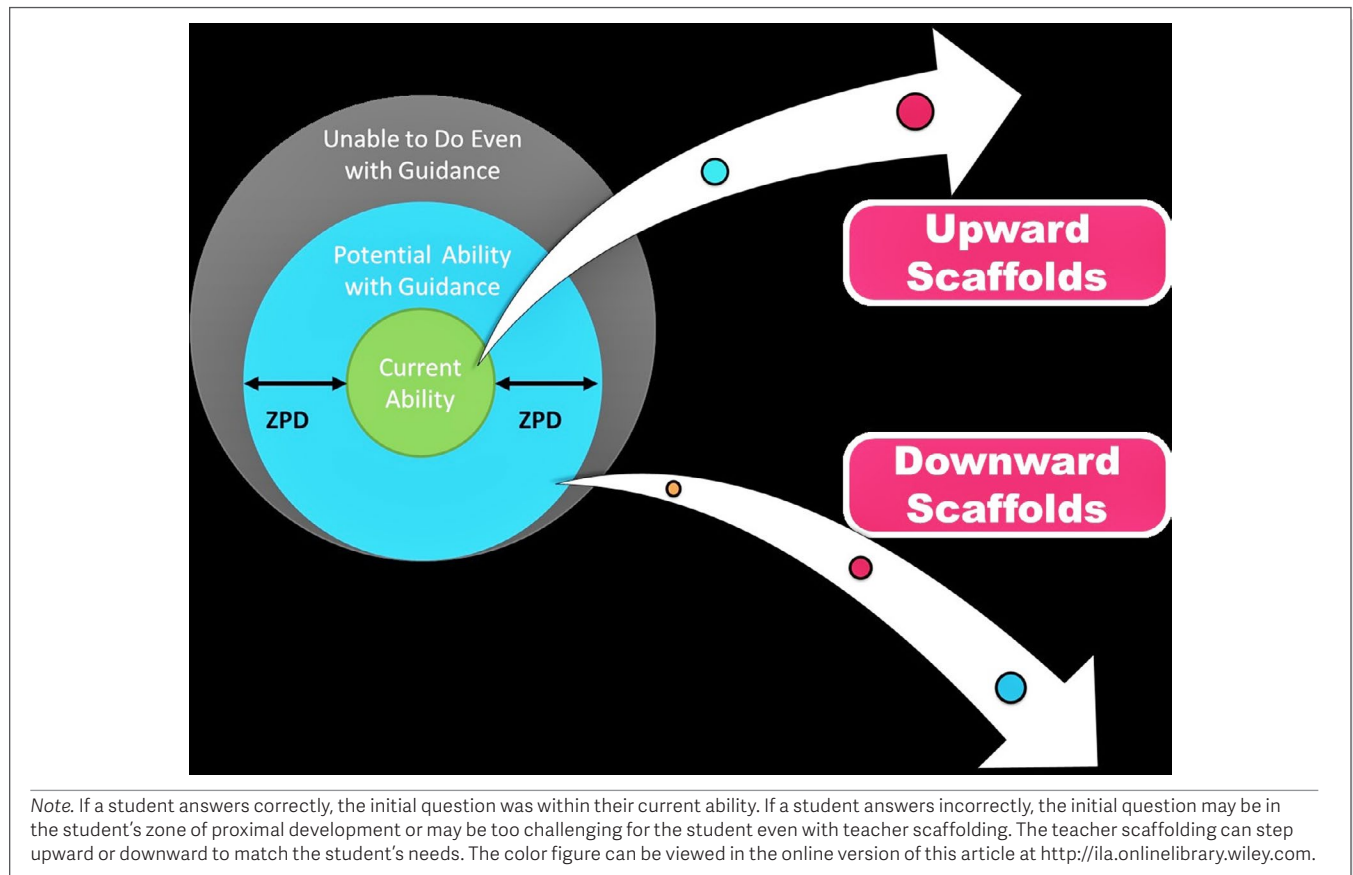 Unable to Do Even
with Guidance
Potential Ability
with Guidance
Current
Ability
ZPD
ZPD
Upward
Scaffolds
Downward
Scaffolds
Note. If a student answers correctly, the initial question was within their current ability. If a student answers incorrectly, the initial question may be in
the student’s zone of proximal development or may be too challenging for the student even with teacher scaffolding. The teacher scaffolding can step
upward or downward to match the student’s needs. The color figure can be viewed in the online version of this article at http://ila.onlinelibrary.wiley.com.